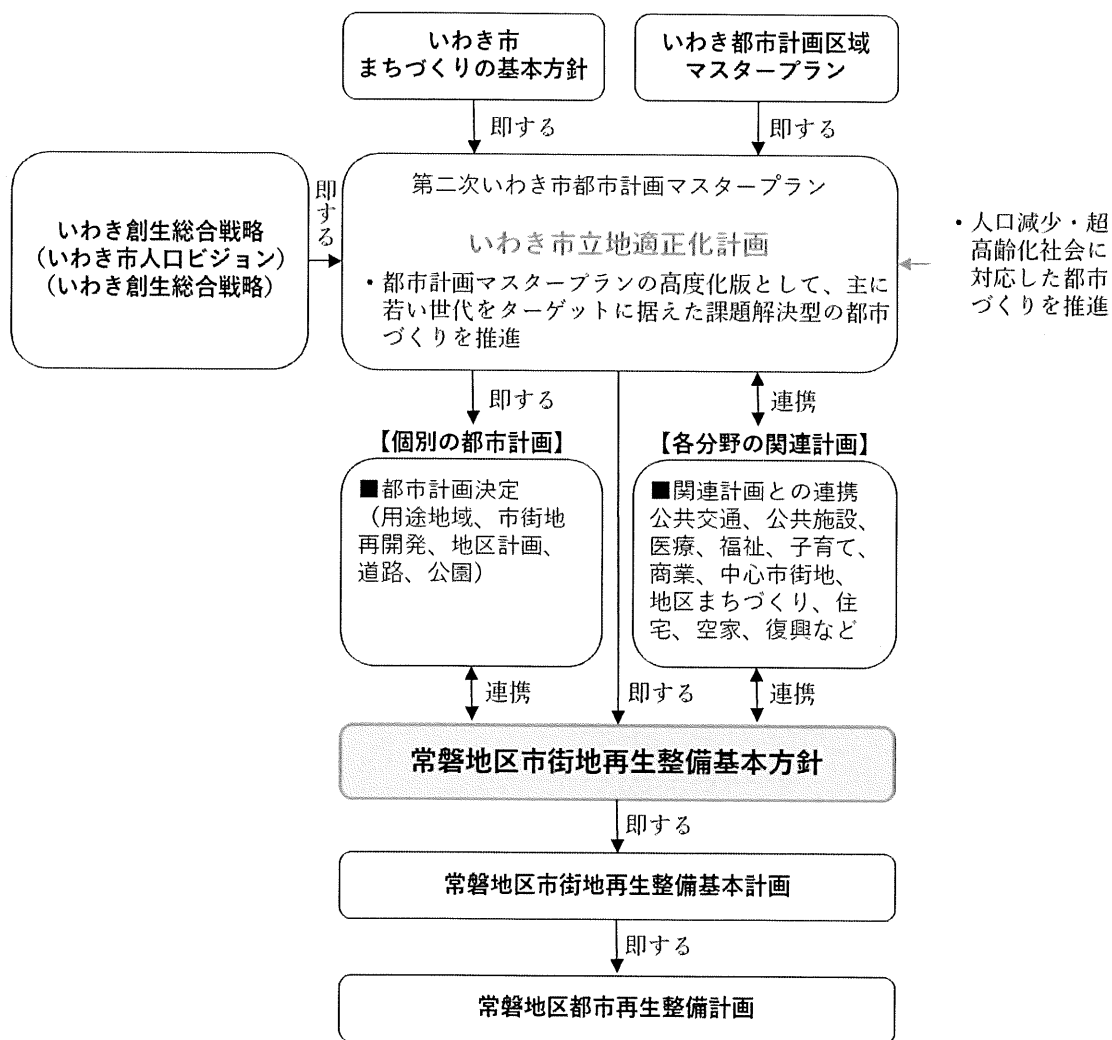 いわき市
まちづくりの基本方針
いわき都市計画区域
マスタープラン
即する
即する
いわき創生総合戦略
(いわき市人口ビジョン)
(いわき創生総合戦略)
即する
第二次いわき市都市計画マスタープラン
いわき市立地適正化計画
・都市計画マスタープランの高度化版として、主に
若い世代をターゲットに据えた課題解決型の都市
づくりを推進
・人口減少・超
高齢化社会に
対応した都市
づくりを推進
即する
連携
【個別の都市計画】
■都市計画決定
(用途地域、市街地
再開発、地区計画、
道路、公園)
【各分野の関連計画】
■関連計画との連携
公共交通、公共施設、
医療、福祉、子育て、
商業、中心市街地、
地区まちづくり、住
宅、空家、復興など
連携
即する
連携
常磐地区市街地再生整備基本方針
即する
常磐地区市街地再生整備基本計画
即する
常磐地区都市再生整備計画